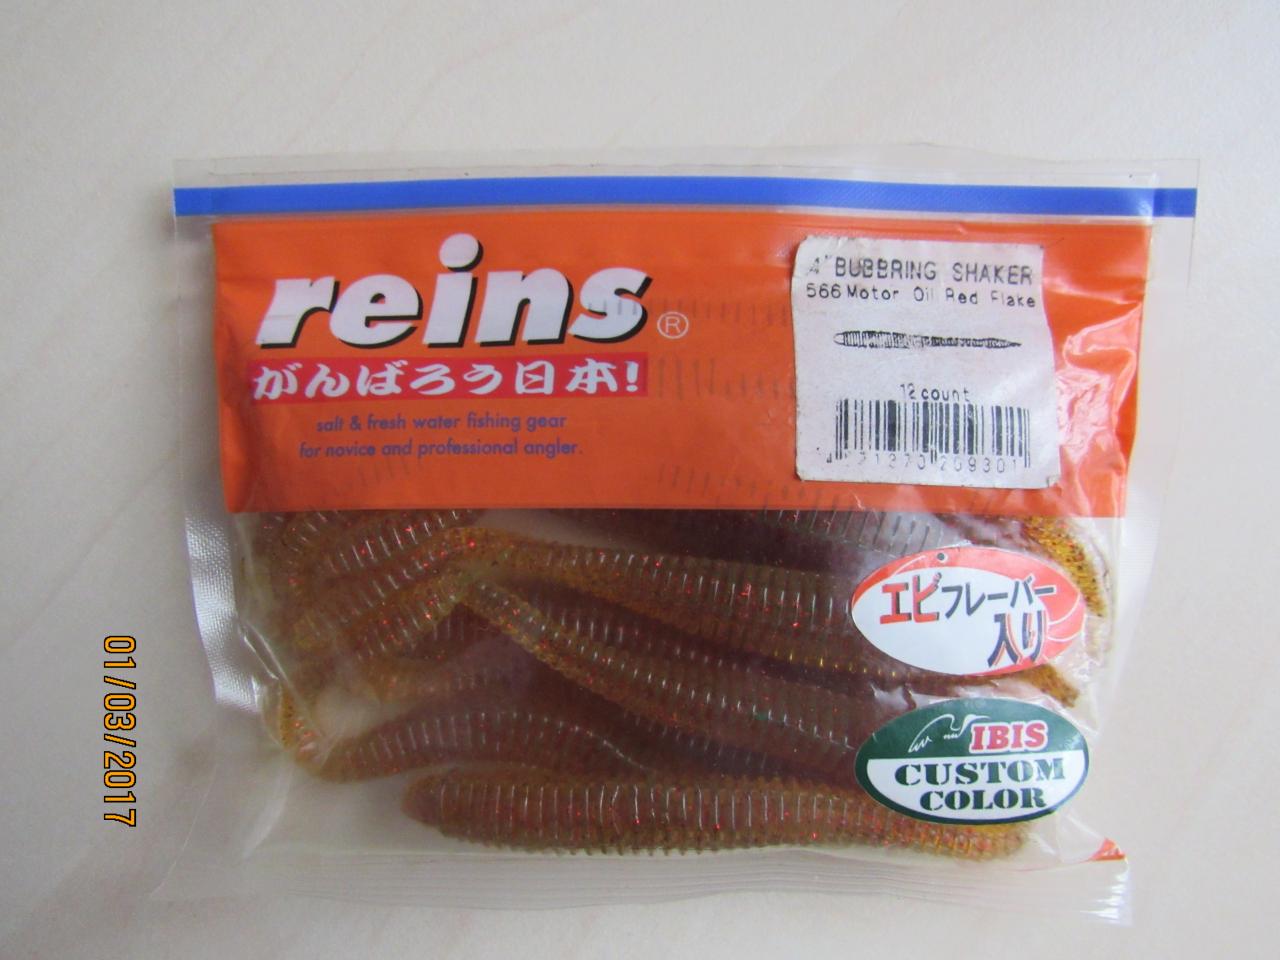 reins®
がんばろう日本!
salt & fresh water fishing gear
for novice and professional angler.
4" BUBBRING SHAKER
566 Motor Oil Red Flake
12 count
エビフレーバー
入り
IBIS
CUSTOM
COLOR
01/03/2017